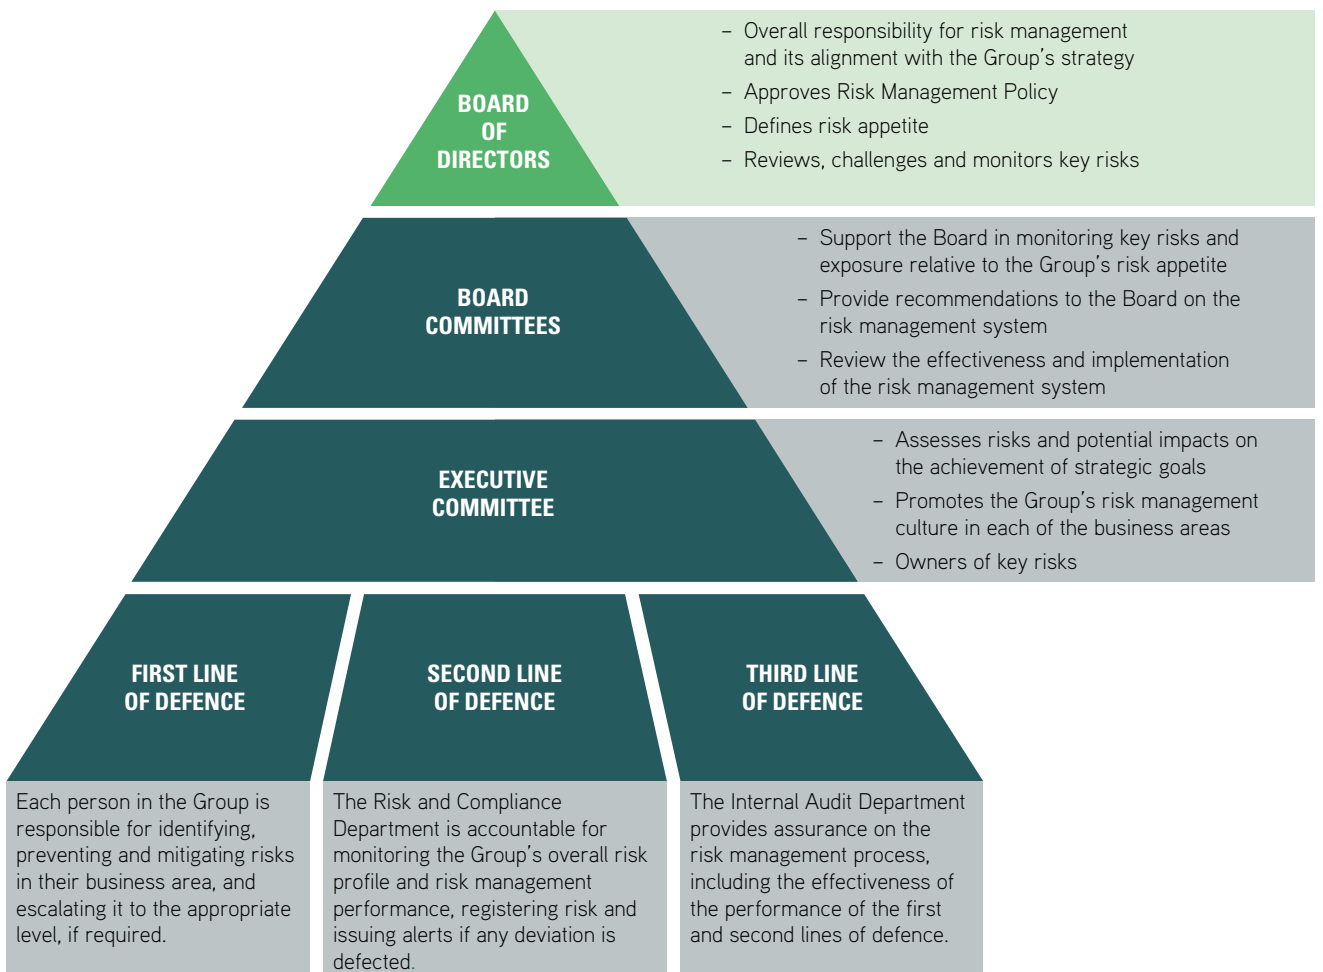 BOARD
OF
DIRECTORS
– Overall responsibility for risk management
and its alignment with the Group's strategy
– Approves Risk Management Policy
– Defines risk appetite
– Reviews, challenges and monitors key risks
BOARD
COMMITTEES
– Support the Board in monitoring key risks and
exposure relative to the Group's risk appetite
– Provide recommendations to the Board on the
risk management system
– Review the effectiveness and implementation
of the risk management system
EXECUTIVE
COMMITTEE
– Assesses risks and potential impacts on
the achievement of strategic goals
– Promotes the Group's risk management
culture in each of the business areas
– Owners of key risks
FIRST LINE
OF DEFENCE
Each person in the Group is
responsible for identifying,
preventing and mitigating risks
in their business area, and
escalating it to the appropriate
level, if required.
SECOND LINE
OF DEFENCE
The Risk and Compliance
Department is accountable for
monitoring the Group's overall risk
profile and risk management
performance, registering risk and
issuing alerts if any deviation is
defected.
THIRD LINE
OF DEFENCE
The Internal Audit Department
provides assurance on the
risk management process,
including the effectiveness of
the performance of the first
and second lines of defence.